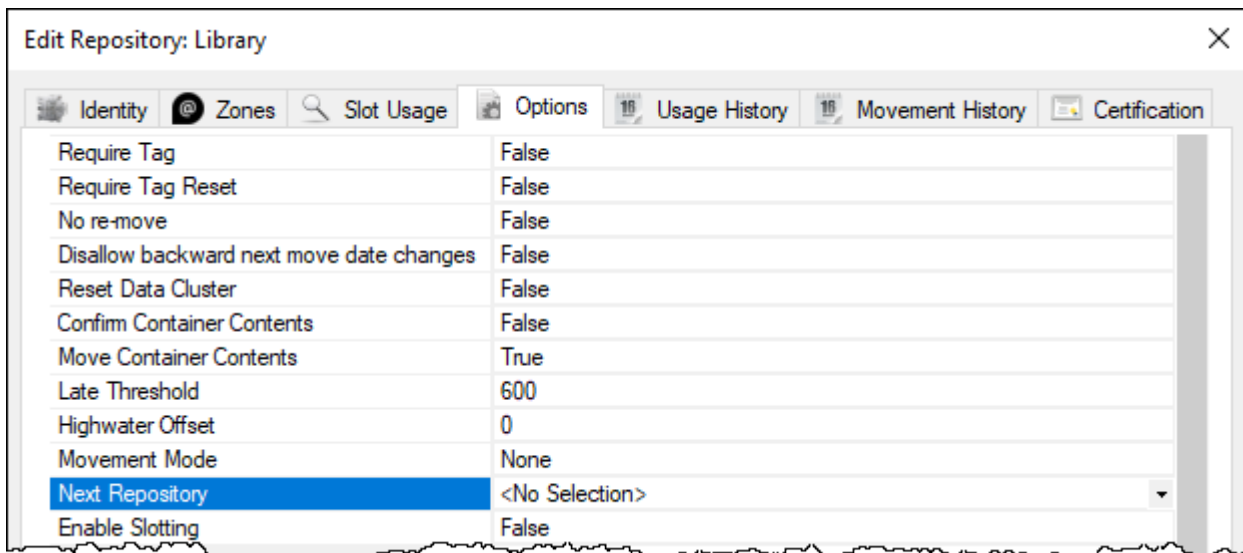 Edit Repository: Library
Identity Zones Slot Usage Options Usage History Movement History Certification
Require Tag False
Require Tag Reset False
No re-move False
Disallow backward next move date changes False
Reset Data Cluster False
Confirm Container Contents False
Move Container Contents True
Late Threshold 600
Highwater Offset 0
Movement Mode None
Next Repository <No Selection>
Enable Slotting False